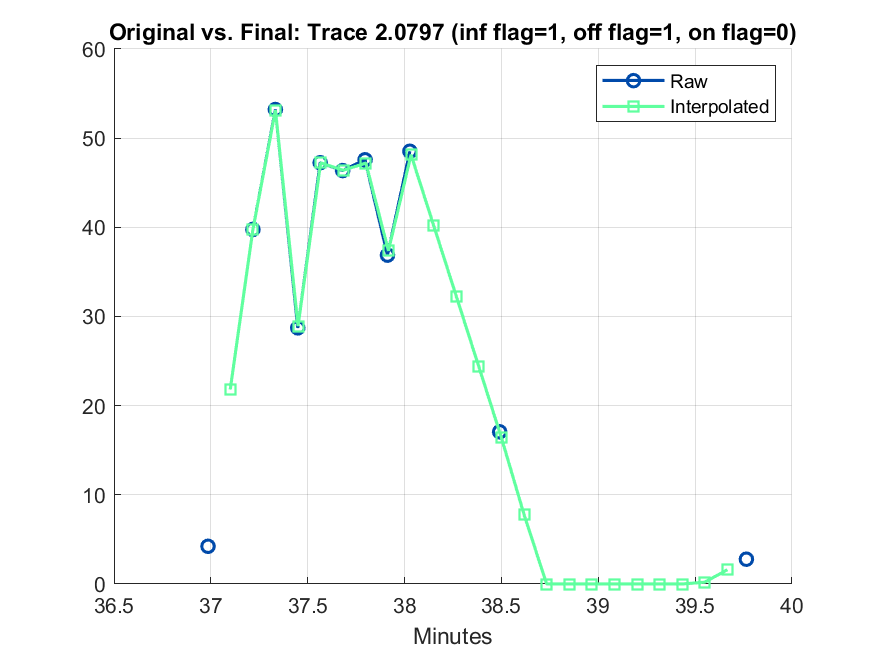 Original vs. Final: Trace 2.0797 (inf flag=1, off flag=1, on flag=0)
60
50
40
30
20
10
0
Raw
Interpolated
36.5 37 37.5 38 38.5 39 39.5 40
Minutes